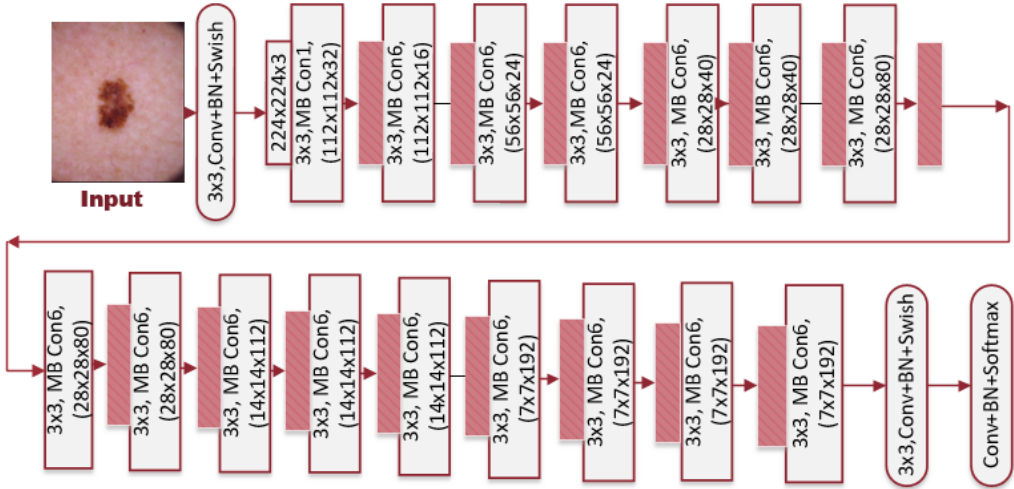 Input
3x3,Conv+BN+Swish
224x224x3
3x3,MB Con1,
(112x112x32)
3x3,MB Con6,
(112x112x16)
3x3,MB Con6,
(56x56x24)
3x3,MB Con6,
(56x56x24)
3x3, MB Con6,
(28x28x40)
3x3, MB Con6,
(28x28x40)
3x3, MB Con6,
(28x28x80)
3x3, MB Con6,
(28x28x80)
3x3, MB Con6,
(28x28x80)
3x3, MB Con6,
(14x14x112)
3x3, MB Con6,
(14x14x112)
3x3, MB Con6,
(14x14x112)
3x3, MB Con6,
(7x7x192)
3x3, MB Con6,
(7x7x192)
3x3, MB Con6,
(7x7x192)
3x3, MB Con6,
(7x7x192)
3x3,Conv+BN+Swish
Conv+BN+Softmax